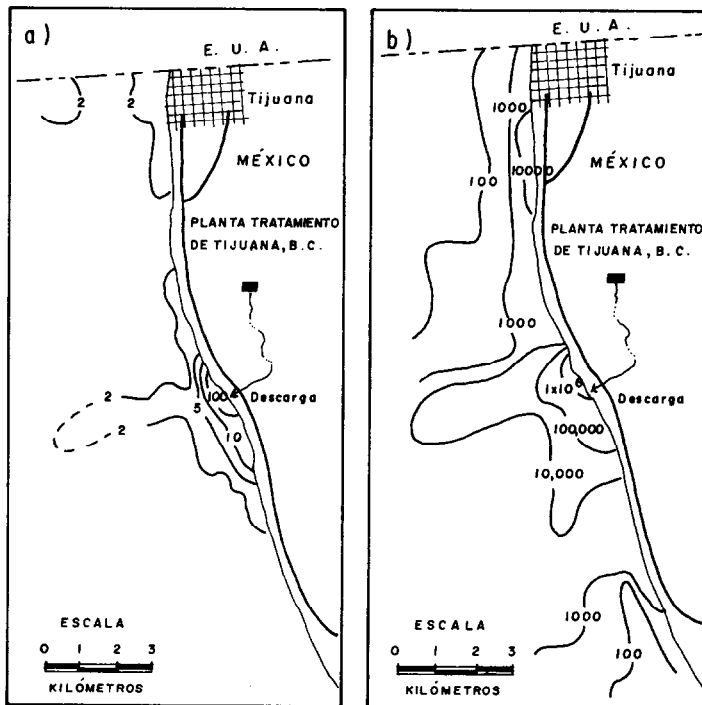 a)
E. U. A.
2
2
Tijuana
MÉXICO
PLANTA TRATAMIENTO
DE TIJUANA, B.C.
2
2
5
100
10
Descarga
ESCALA
0 1 2 3
KILÓMETROS
b)
E. U. A.
1000
Tijuana
100
10000
MÉXICO
PLANTA TRATAMIENTO
DE TIJUANA, B.C.
1000
1x10⁶
Descarga
100,000
10,000
1000
100
ESCALA
0 1 2 3
KILÓMETROS